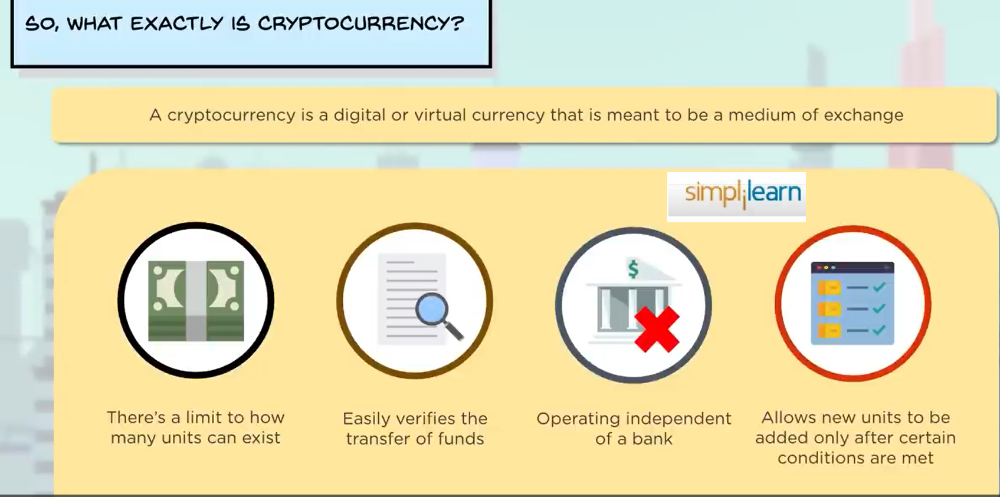 SO, WHAT EXACTLY IS CRYPTOCURRENCY?
A cryptocurrency is a digital or virtual currency that is meant to be a medium of exchange
simplilearn
$
There's a limit to how
many units can exist
Easily verifies the
transfer of funds
Operating independent
of a bank
Allows new units to be
added only after certain
conditions are met